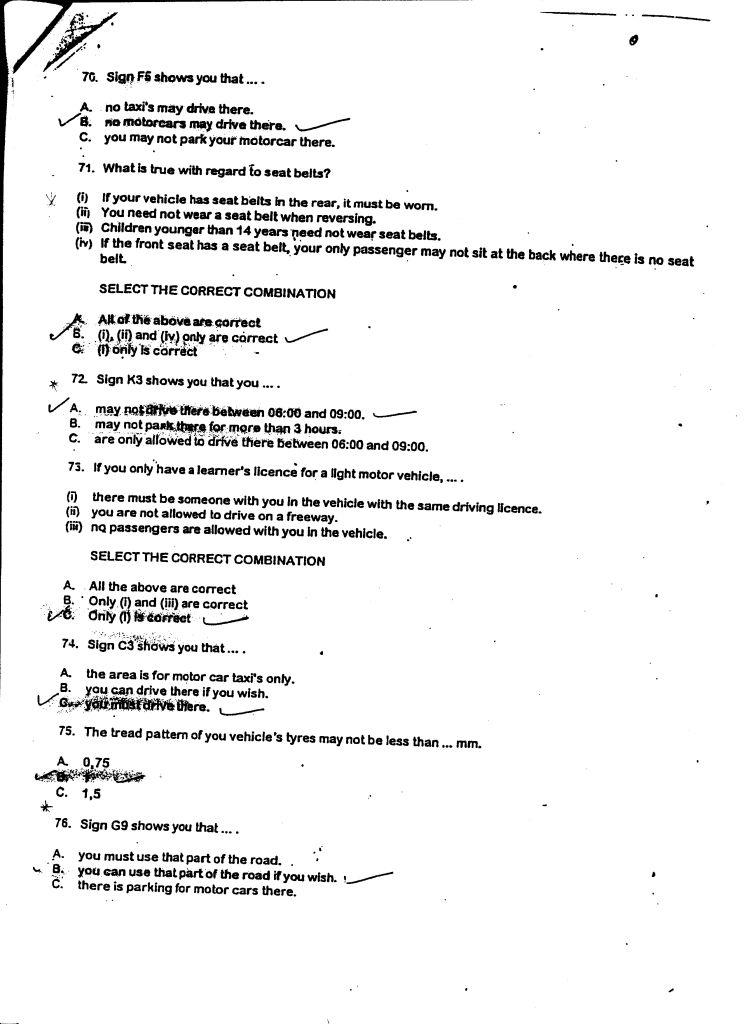 70. Sign F5 shows you that ... .
A. no taxi's may drive there.
B. no motorcars may drive there.
C. you may not park your motorcar there.
71. What is true with regard to seat belts?
(i) If your vehicle has seat belts in the rear, it must be worn.
(ii) You need not wear a seat belt when reversing.
(iii) Children younger than 14 years need not wear seat belts.
(iv) If the front seat has a seat belt, your only passenger may not sit at the back where there is no seat
belt.
SELECT THE CORRECT COMBINATION
A. All of the above are correct
B. (i), (ii) and (iv) only are correct
C. (i) only is correct
72. Sign K3 shows you that you ... .
A. may not drive there between 06:00 and 09:00.
B. may not park there for more than 3 hours.
C. are only allowed to drive there between 06:00 and 09:00.
73. If you only have a learner's licence for a light motor vehicle, ... .
(i) there must be someone with you in the vehicle with the same driving licence.
(ii) you are not allowed to drive on a freeway.
(iii) no passengers are allowed with you in the vehicle.
SELECT THE CORRECT COMBINATION
A. All the above are correct
B. Only (i) and (iii) are correct
C. Only (i) is correct
74. Sign C3 shows you that ... .
A. the area is for motor car taxi's only.
B. you can drive there if you wish.
C. you must drive there.
75. The tread pattern of you vehicle's tyres may not be less than ... mm.
A. 0,75
B. 1
C. 1,5
76. Sign G9 shows you that ... .
A. you must use that part of the road.
B. you can use that part of the road if you wish.
C. there is parking for motor cars there.